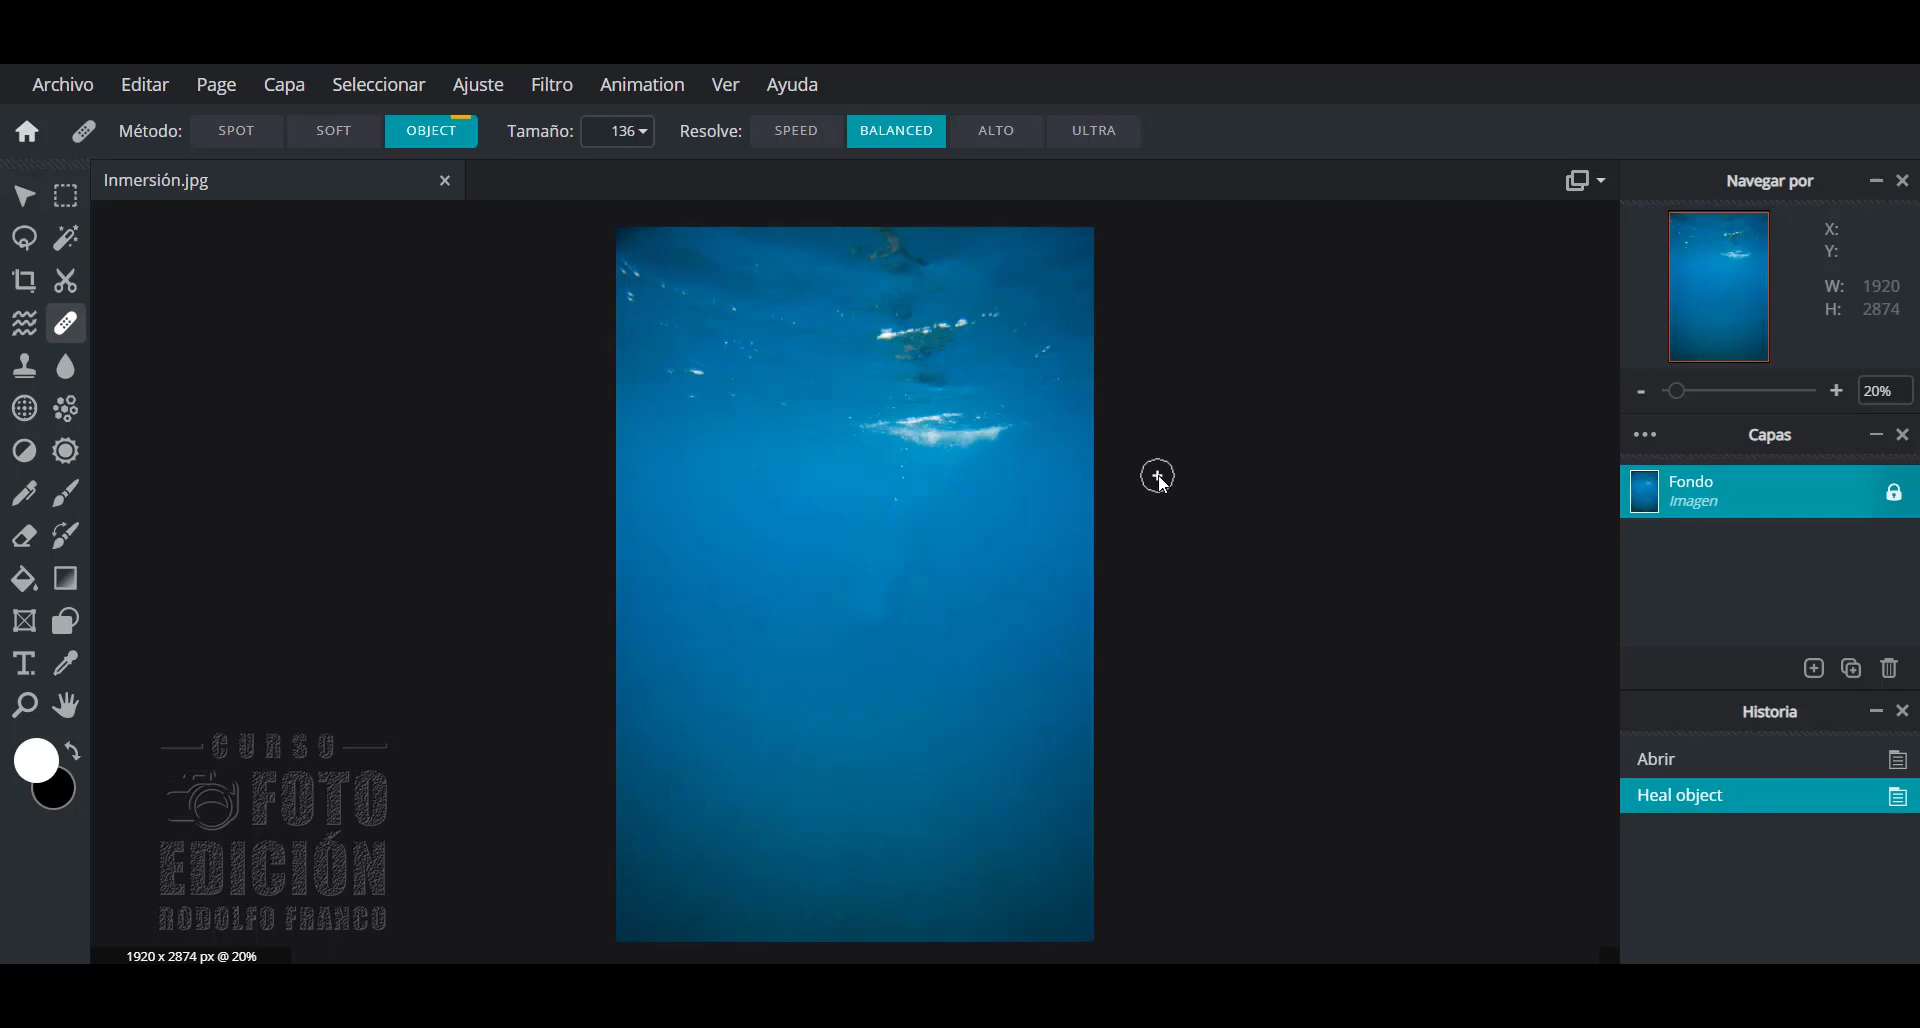 Archivo Editar Page Capa Seleccionar Ajuste Filtro Animation Ver Ayuda
Método: SPOT SOFT OBJECT Tamaño: 136 Resolve: SPEED BALANCED ALTO ULTRA
Inmersión.jpg
Navegar por
X:
Y:
W: 1920
H: 2874
20%
Capas
Fondo
Imagen
Historia
Abrir
Heal object
CURSO
FOTO
EDICIÓN
RODOLFO FRANCO
1920 x 2874 px @ 20%